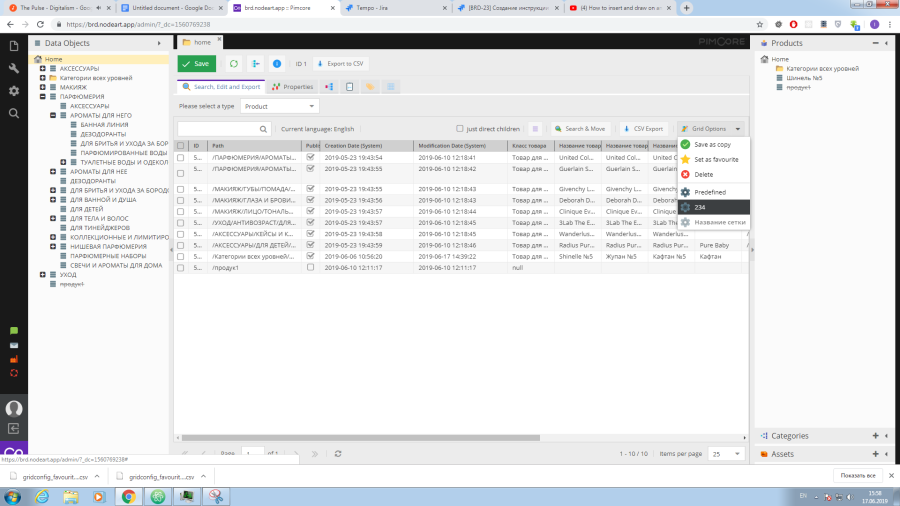 The Pulse - Digitalism - Goo
Untitled document - Google Doc
brd.nodeart.app :: Pimcore
Tempo - Jira
[BRD-23] Создание инструкции
(4) How to insert and draw on a
https://brd.nodeart.app/admin/?_dc=1560769238
Data Objects
Home
АКСЕССУАРЫ
Категории всех уровней
МАКИЯЖ
ПАРФЮМЕРИЯ
АКСЕССУАРЫ
АРОМАТЫ ДЛЯ НЕГО
БАННАЯ ЛИНИЯ
ДЕЗОДОРАНТЫ
ДЛЯ БРИТЬЯ И УХОДА ЗА БОР
ПАРФЮМИРОВАННЫЕ ВОДЫ
ТУАЛЕТНЫЕ ВОДЫ И ОДЕКОЛ
АРОМАТЫ ДЛЯ НЕЕ
ДЕЗОДОРАНТЫ
ДЛЯ БРИТЬЯ И УХОДА ЗА БОРОД
ДЛЯ ВАННОЙ И ДУША
ДЛЯ ДЕТЕЙ
ДЛЯ ТЕЛА И ВОЛОС
ДЛЯ ТИНЕЙДЖЕРОВ
КОЛЛЕКЦИОННЫЕ И ЛИМИТИРО
НИШЕВАЯ ПАРФЮМЕРИЯ
ПАРФЮМЕРНЫЕ НАБОРЫ
СВЕЧИ И АРОМАТЫ ДЛЯ ДОМА
УХОД
продукт
home
PIMCORE
Save
ID 1
Export to CSV
Search, Edit and Export
Properties
Please select a type
Product
Current language: English
just direct children
Search & Move
CSV Export
Grid Options
ID Path Publi Creation Date (System) Modification Date (System) Класс товара Название товар Название товар Названи
5... /ПАРФЮМЕРИЯ/АРОМАТЫ... 2019-05-23 19:43:54 2019-06-10 12:18:41 Товар для ... United Col... United Col... United Co
5... /ПАРФЮМЕРИЯ/АРОМАТЫ... 2019-05-23 19:43:55 2019-06-10 12:18:42 Товар для ... Guerlain S... Guerlain S... Guerlain
5... /МАКИЯЖ/ГУБЫ/ПОМАДА/... 2019-05-23 19:43:55 2019-06-10 12:18:43 Товар для ... Givenchy L... Givenchy L... Givenchy
5... /МАКИЯЖ/ГЛАЗА И БРОВИ... 2019-05-23 19:43:56 2019-06-10 12:18:43 Товар для ... Deborah D... Deborah D... Deborah
5... /МАКИЯЖ/ЛИЦО/ТОНАЛЬ... 2019-05-23 19:43:57 2019-06-10 12:18:44 Товар для ... Clinique Ev... Clinique Ev... Clinique
5... /УХОД/АНТИВОЗРАСТ/ДЛЯ... 2019-05-23 19:43:57 2019-06-10 12:18:45 Товар для ... 3Lab The ... 3Lab The ... 3Lab The
5... /АКСЕССУАРЫ/КЕЙСЫ И К... 2019-05-23 19:43:58 2019-06-10 12:18:45 Товар для ... Wanderlus... Wanderlus... Wanderlu
5... /АКСЕССУАРЫ/ДЛЯ ДЕТЕЙ/... 2019-05-23 19:43:59 2019-06-10 12:18:46 Товар для ... Radius Pur... Radius Pur... Radius Pur... Pure Baby
5... /Категории всех уровней/... 2019-06-06 10:56:20 2019-06-17 14:39:22 Товар для ... Shinelle №5 Жупан №5 Кафтан №5 Кафтан
5... /продукт1 2019-06-10 12:11:17 2019-06-10 12:11:17 null
Save as copy
Set as favourite
Delete
Predefined
234
Название сетки
Page 1 of 1
1 - 10 / 10
Items per page
25
Products
Home
Категории всех уровней
Шинель №5
продукт
Categories
Assets
https://brd.nodeart.app/admin/?_dc=1560769238#
gridconfig_favourit....csv
gridconfig_favourit....csv
Показать все
EN
15:58
17.06.2019